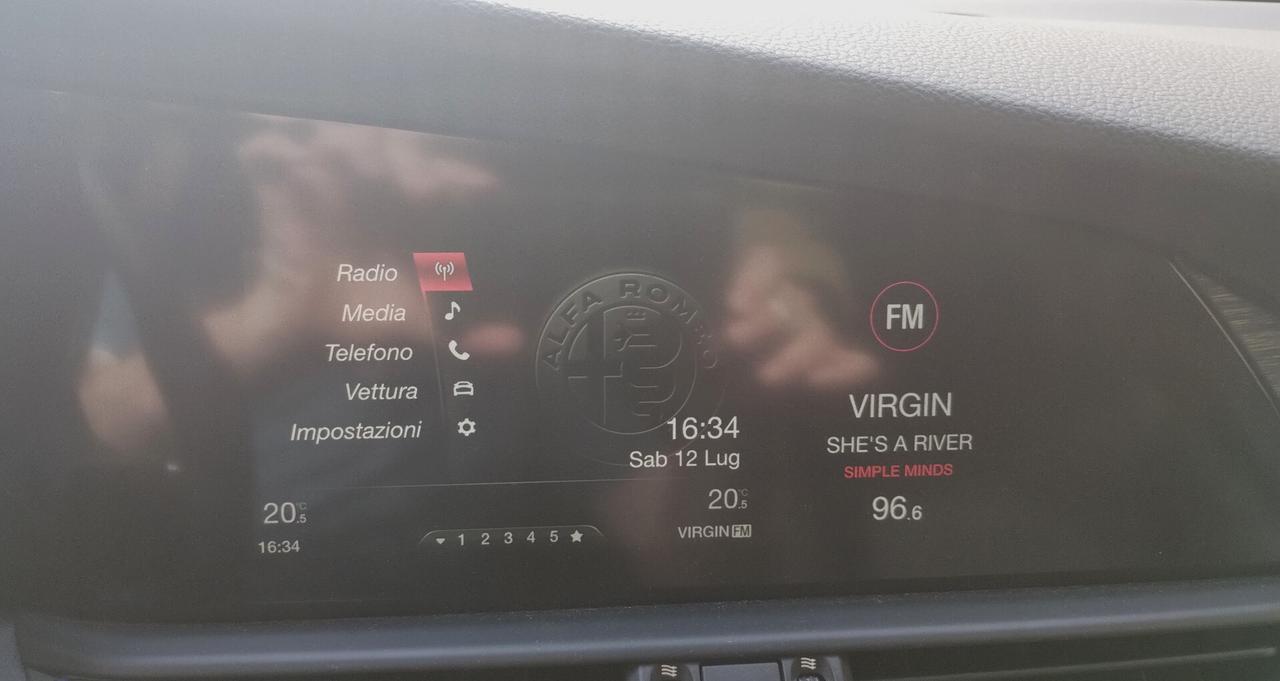 Radio
Media
Telefono
Vettura
Impostazioni
ALFA ROMEO
16:34
Sab 12 Lug
20.5°C
16:34
1 2 3 4 5
20.5°C
VIRGIN FM
FM
VIRGIN
SHE'S A RIVER
SIMPLE MINDS
96.6